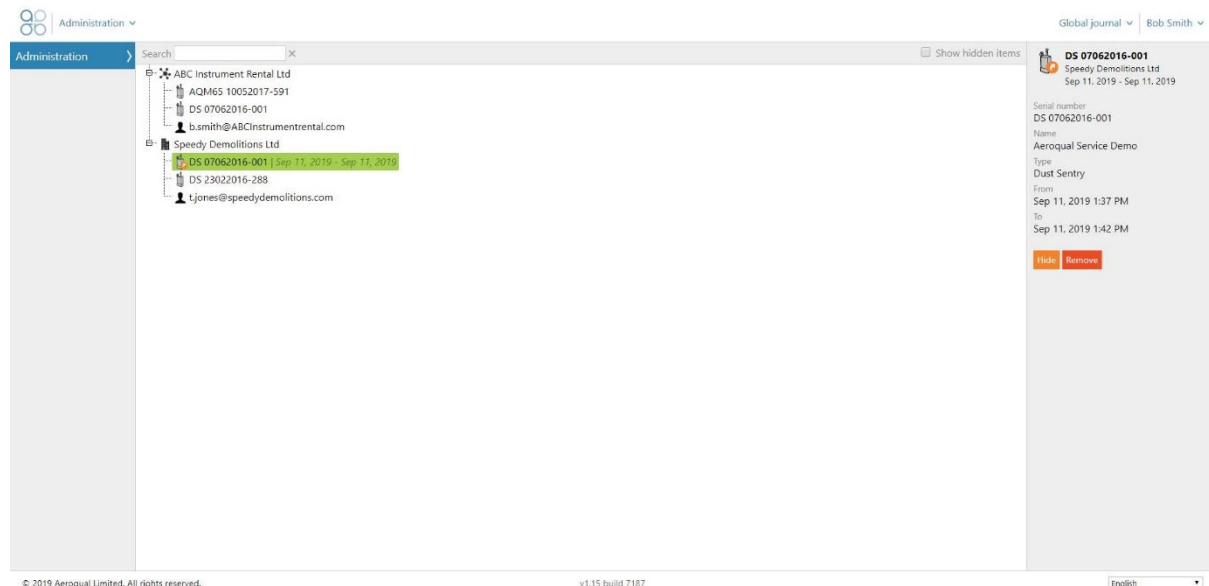 Administration
Global journal
Bob Smith
Administration
Search
Show hidden items
ABC Instrument Rental Ltd
AQM65 10052017-591
DS 07062016-001
b.smith@ABCInstrumentrental.com
Speedy Demolitions Ltd
DS 07062016-001 | Sep 11, 2019 - Sep 11, 2019
DS 23022016-288
t.jones@speedydemolitions.com
DS 07062016-001
Speedy Demolitions Ltd
Sep 11, 2019 - Sep 11, 2019
Serial number
DS 07062016-001
Name
Aeroqual Service Demo
Type
Dust Sentry
From
Sep 11, 2019 1:37 PM
To
Sep 11, 2019 1:42 PM
Hide
Remove
© 2019 Aeroqual Limited. All rights reserved.
v1.15 build 7187
English